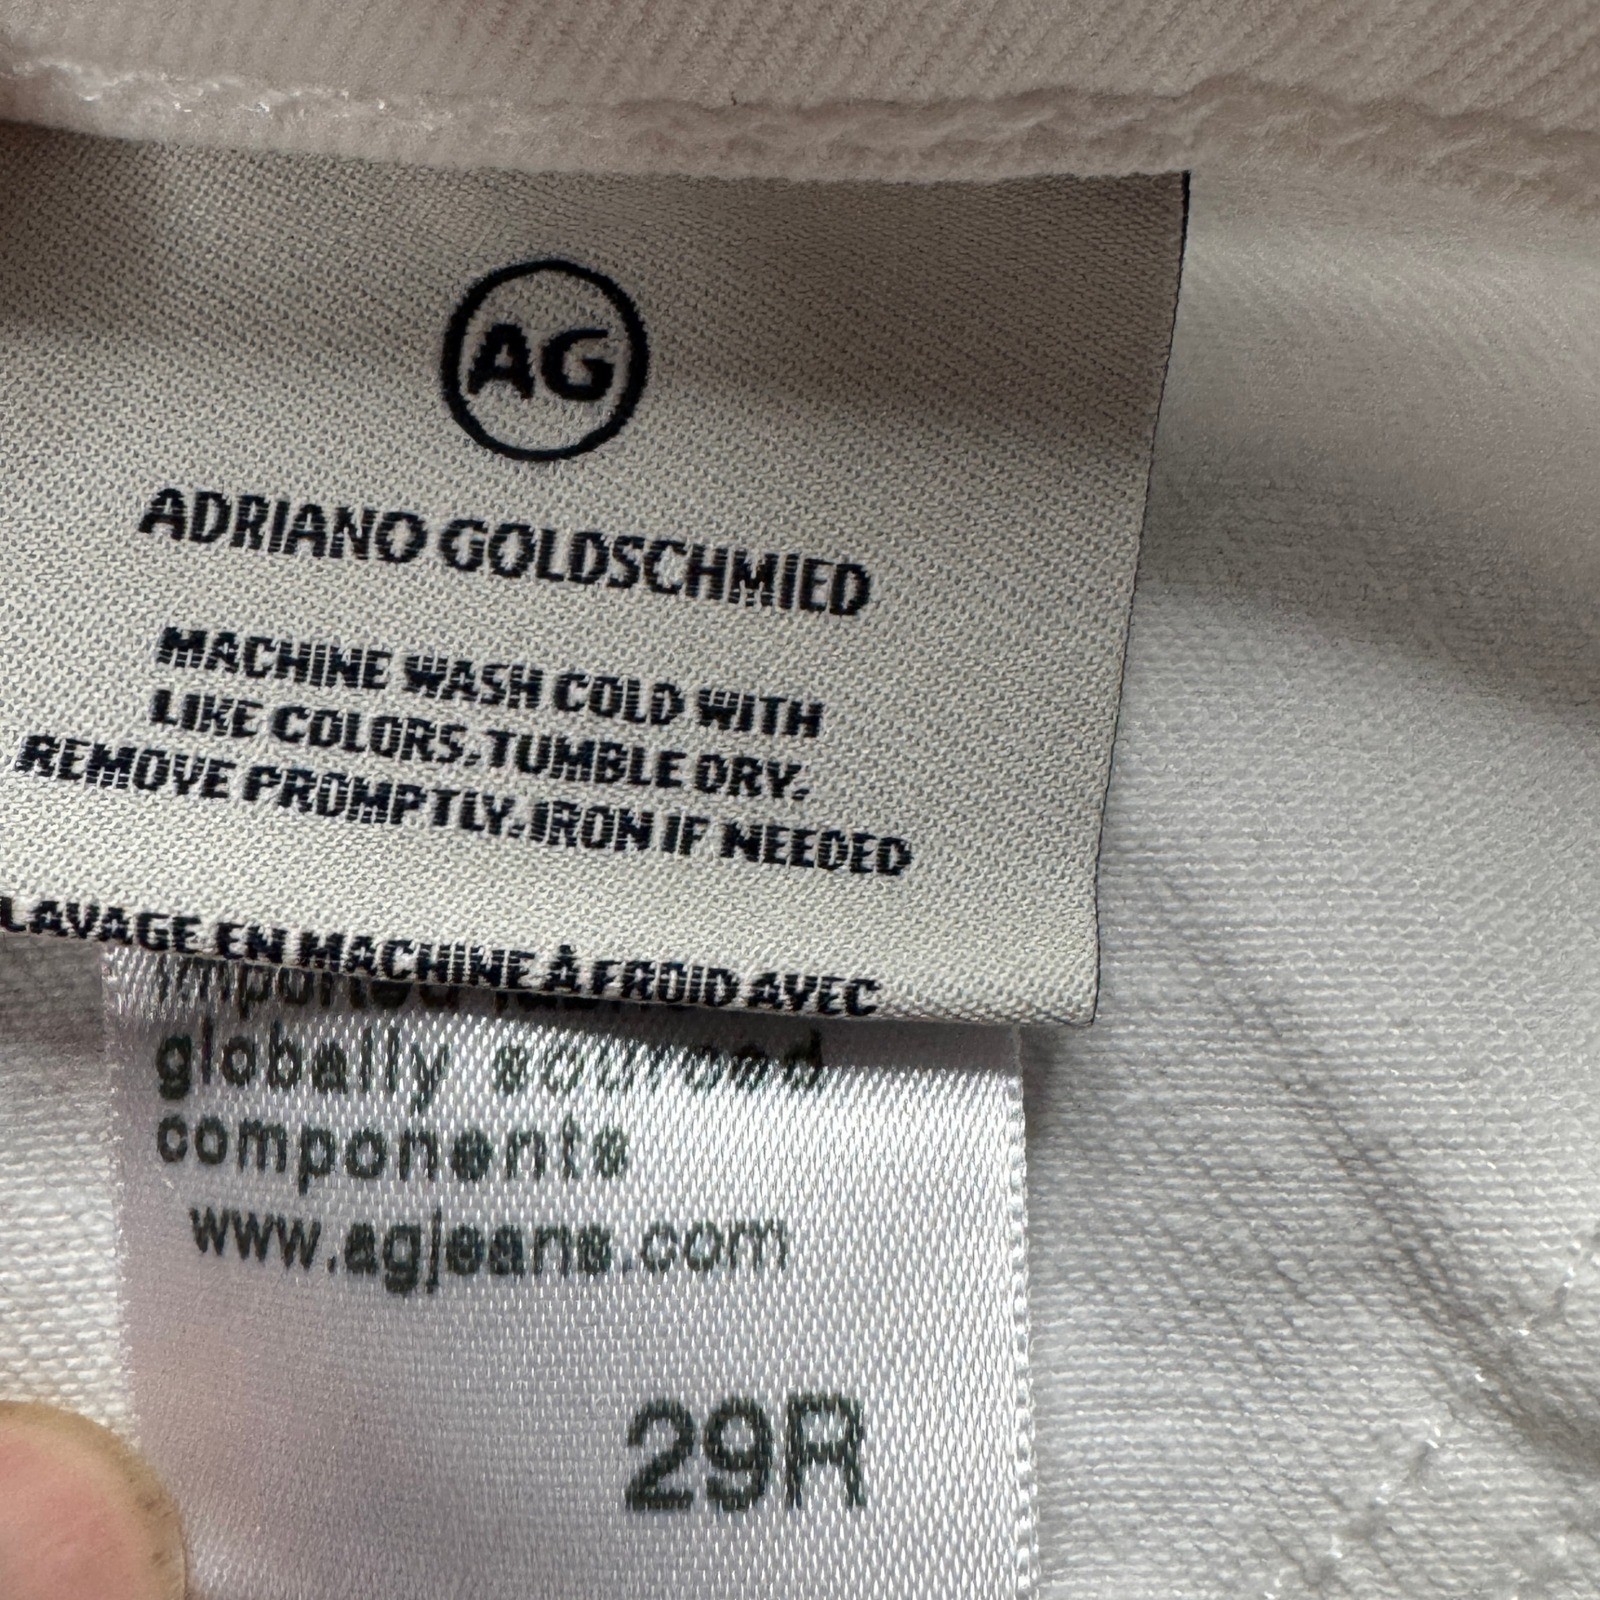 AG
ADRIANO GOLDSCHMIED
MACHINE WASH COLD WITH
LIKE COLORS, TUMBLE DRY,
REMOVE PROMPTLY. IRON IF NEEDED
LAVAGE EN MACHINE À FROID AVEC
imported
globally sourced
components
www.agjeans.com
29R